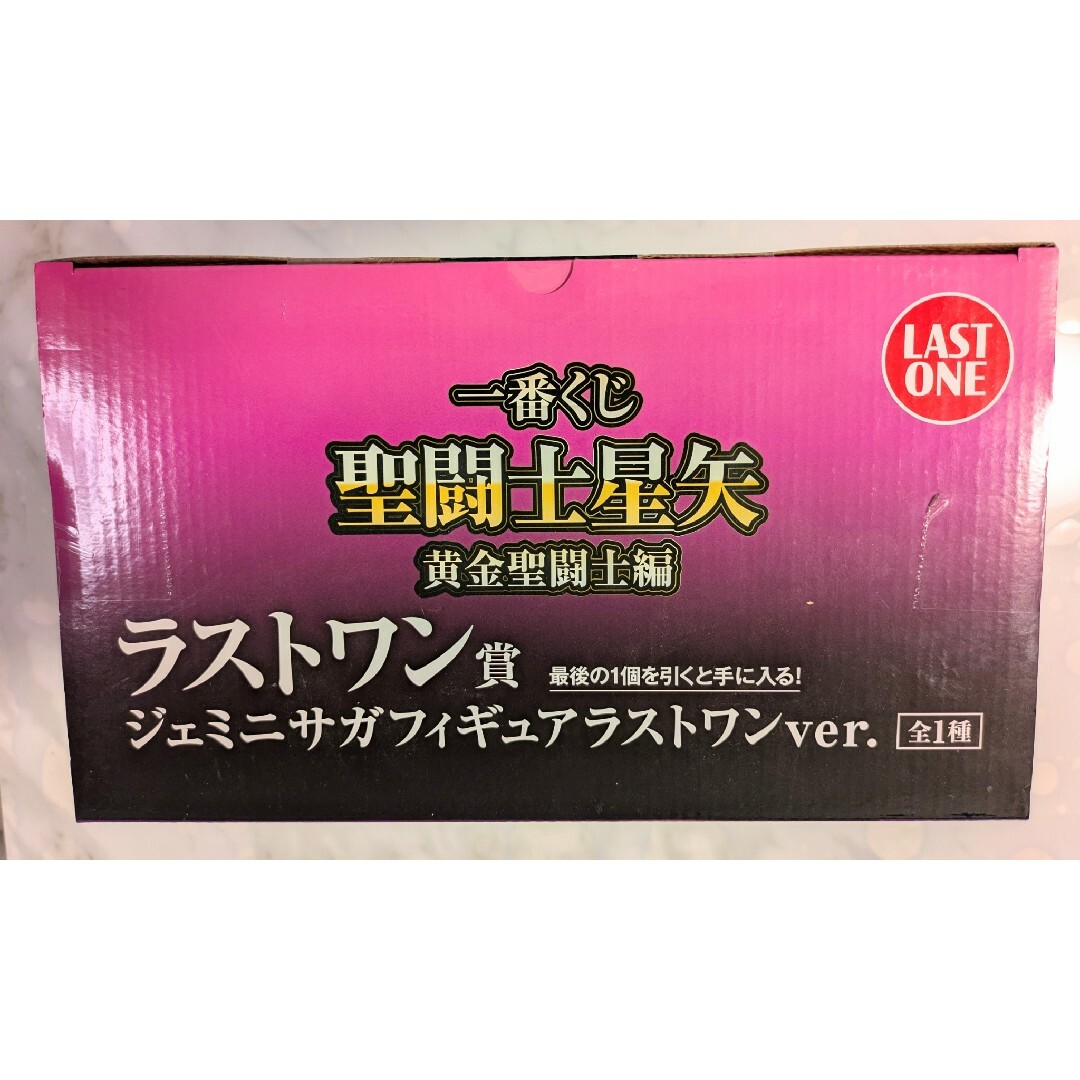 LAST
ONE
一番くじ
聖闘士星矢
黄金聖闘士編
ラストワン賞 最後の1個を引くと手に入る!
ジェミニサガフィギュアラストワンver. 全1種